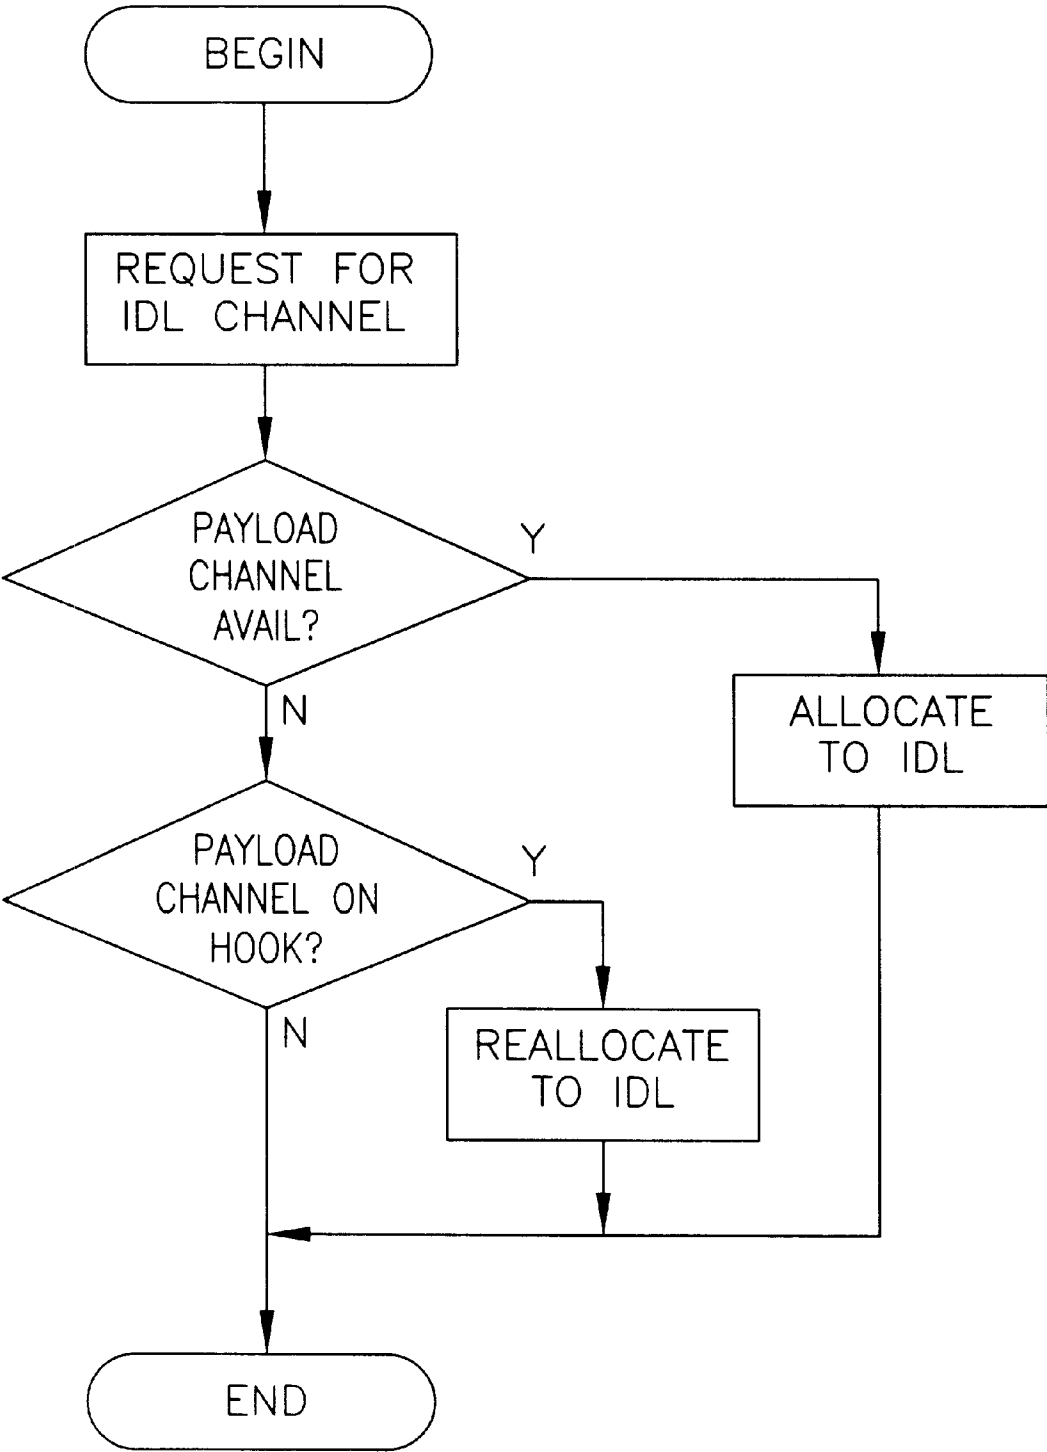 BEGIN
REQUEST FOR
IDL CHANNEL
PAYLOAD
CHANNEL
AVAIL?
Y
N
ALLOCATE
TO IDL
PAYLOAD
CHANNEL ON
HOOK?
Y
N
REALLOCATE
TO IDL
END